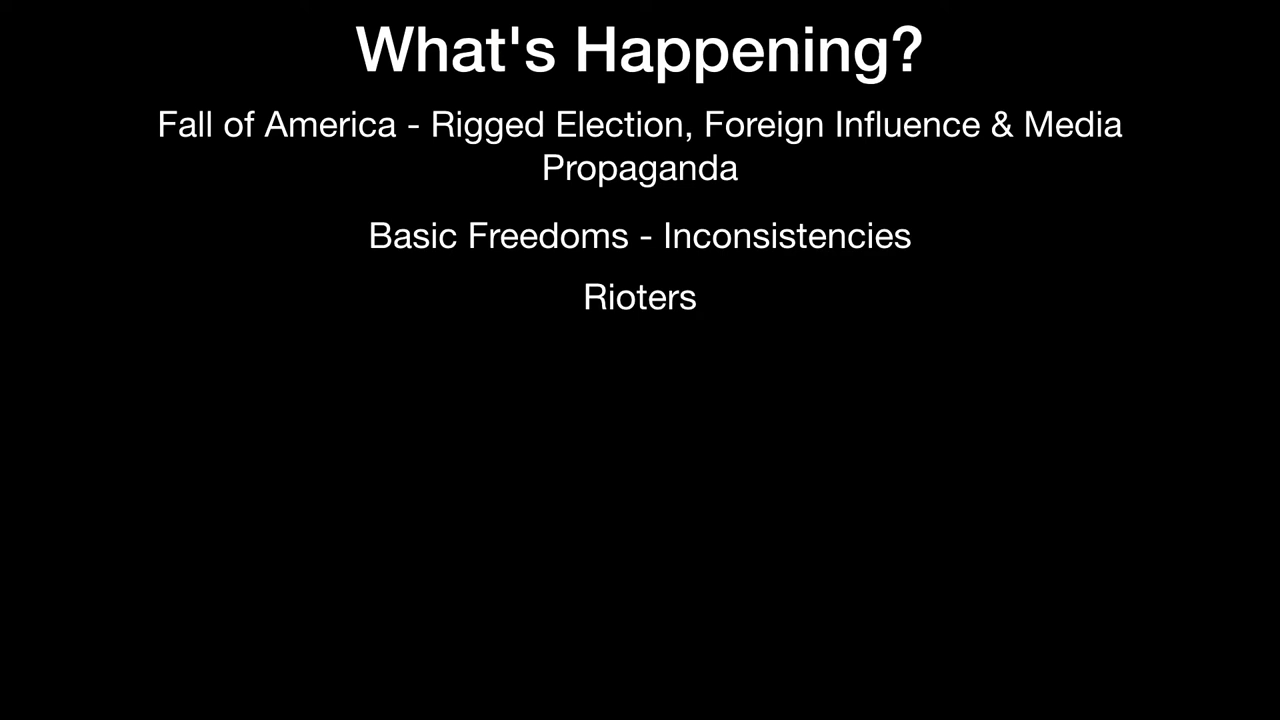 What's Happening?
Fall of America - Rigged Election, Foreign Influence & Media
Propaganda
Basic Freedoms - Inconsistencies
Rioters